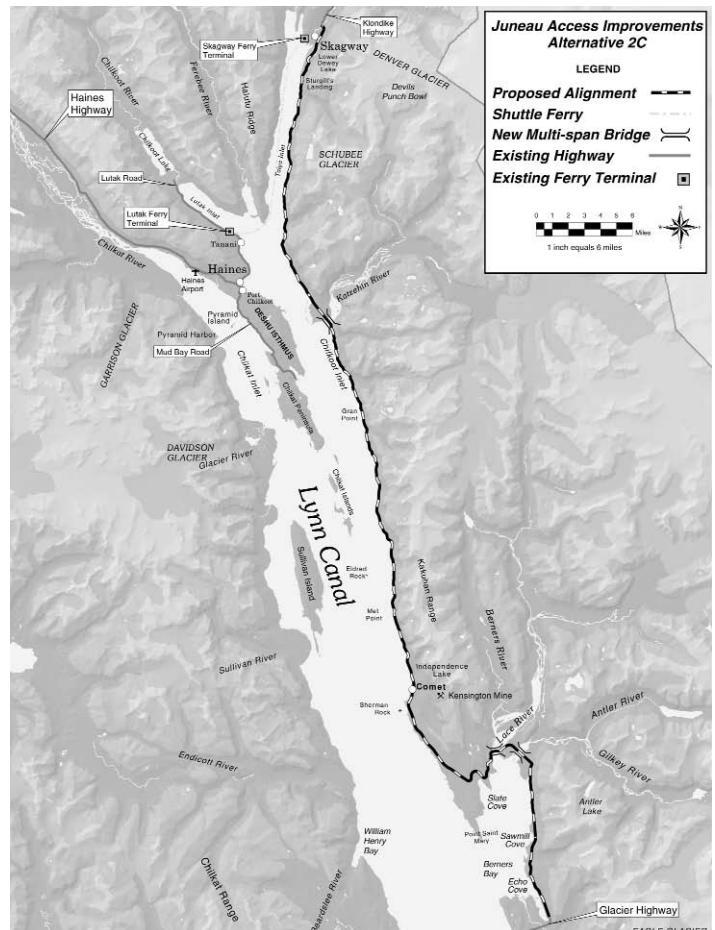 Juneau Access Improvements
Alternative 2C
LEGEND
Proposed Alignment
Shuttle Ferry
New Multi-span Bridge
Existing Highway
Existing Ferry Terminal
0 1 2 3 4 5 6
Miles
1 inch equals 6 miles
Klondike
Highway
Skagway Ferry
Terminal
Skagway
Lower
Dewey
Lake
Sturgill's
Landing
DENVER GLACIER
Devils
Punch Bowl
Chilkoot River
Ferebee River
Halutu Ridge
Haines
Highway
Chilkoot Lake
Taiya Inlet
SCHUBEE
GLACIER
Lutak Road
Lutak Inlet
Lutak Ferry
Terminal
Tanani
Chilkat River
Haines
Haines
Airport
Port
Chilkoot
Katzehin River
Pyramid
Island
DESHU ISTHMUS
GARRISON GLACIER
Pyramid Harbor
Mud Bay Road
Chilkat Inlet
Chilkoot Inlet
Chilkat Peninsula
Gran
Point
DAVIDSON
GLACIER
Glacier River
Chilkat Islands
Lynn Canal
Sullivan Island
Eldred
Rock
Kakuhan Range
Met
Point
Berners River
Sullivan River
Independence
Lake
Comet
Kensington Mine
Sherman
Rock
Lace River
Antler River
Gilkey River
Endicott River
Slate
Cove
Antler
Lake
William
Henry
Bay
Point Saint
Mary
Sawmill
Cove
Berners
Bay
Echo
Cove
Chilkat Range
Beardslee River
Glacier Highway
EAGLE GLACIER